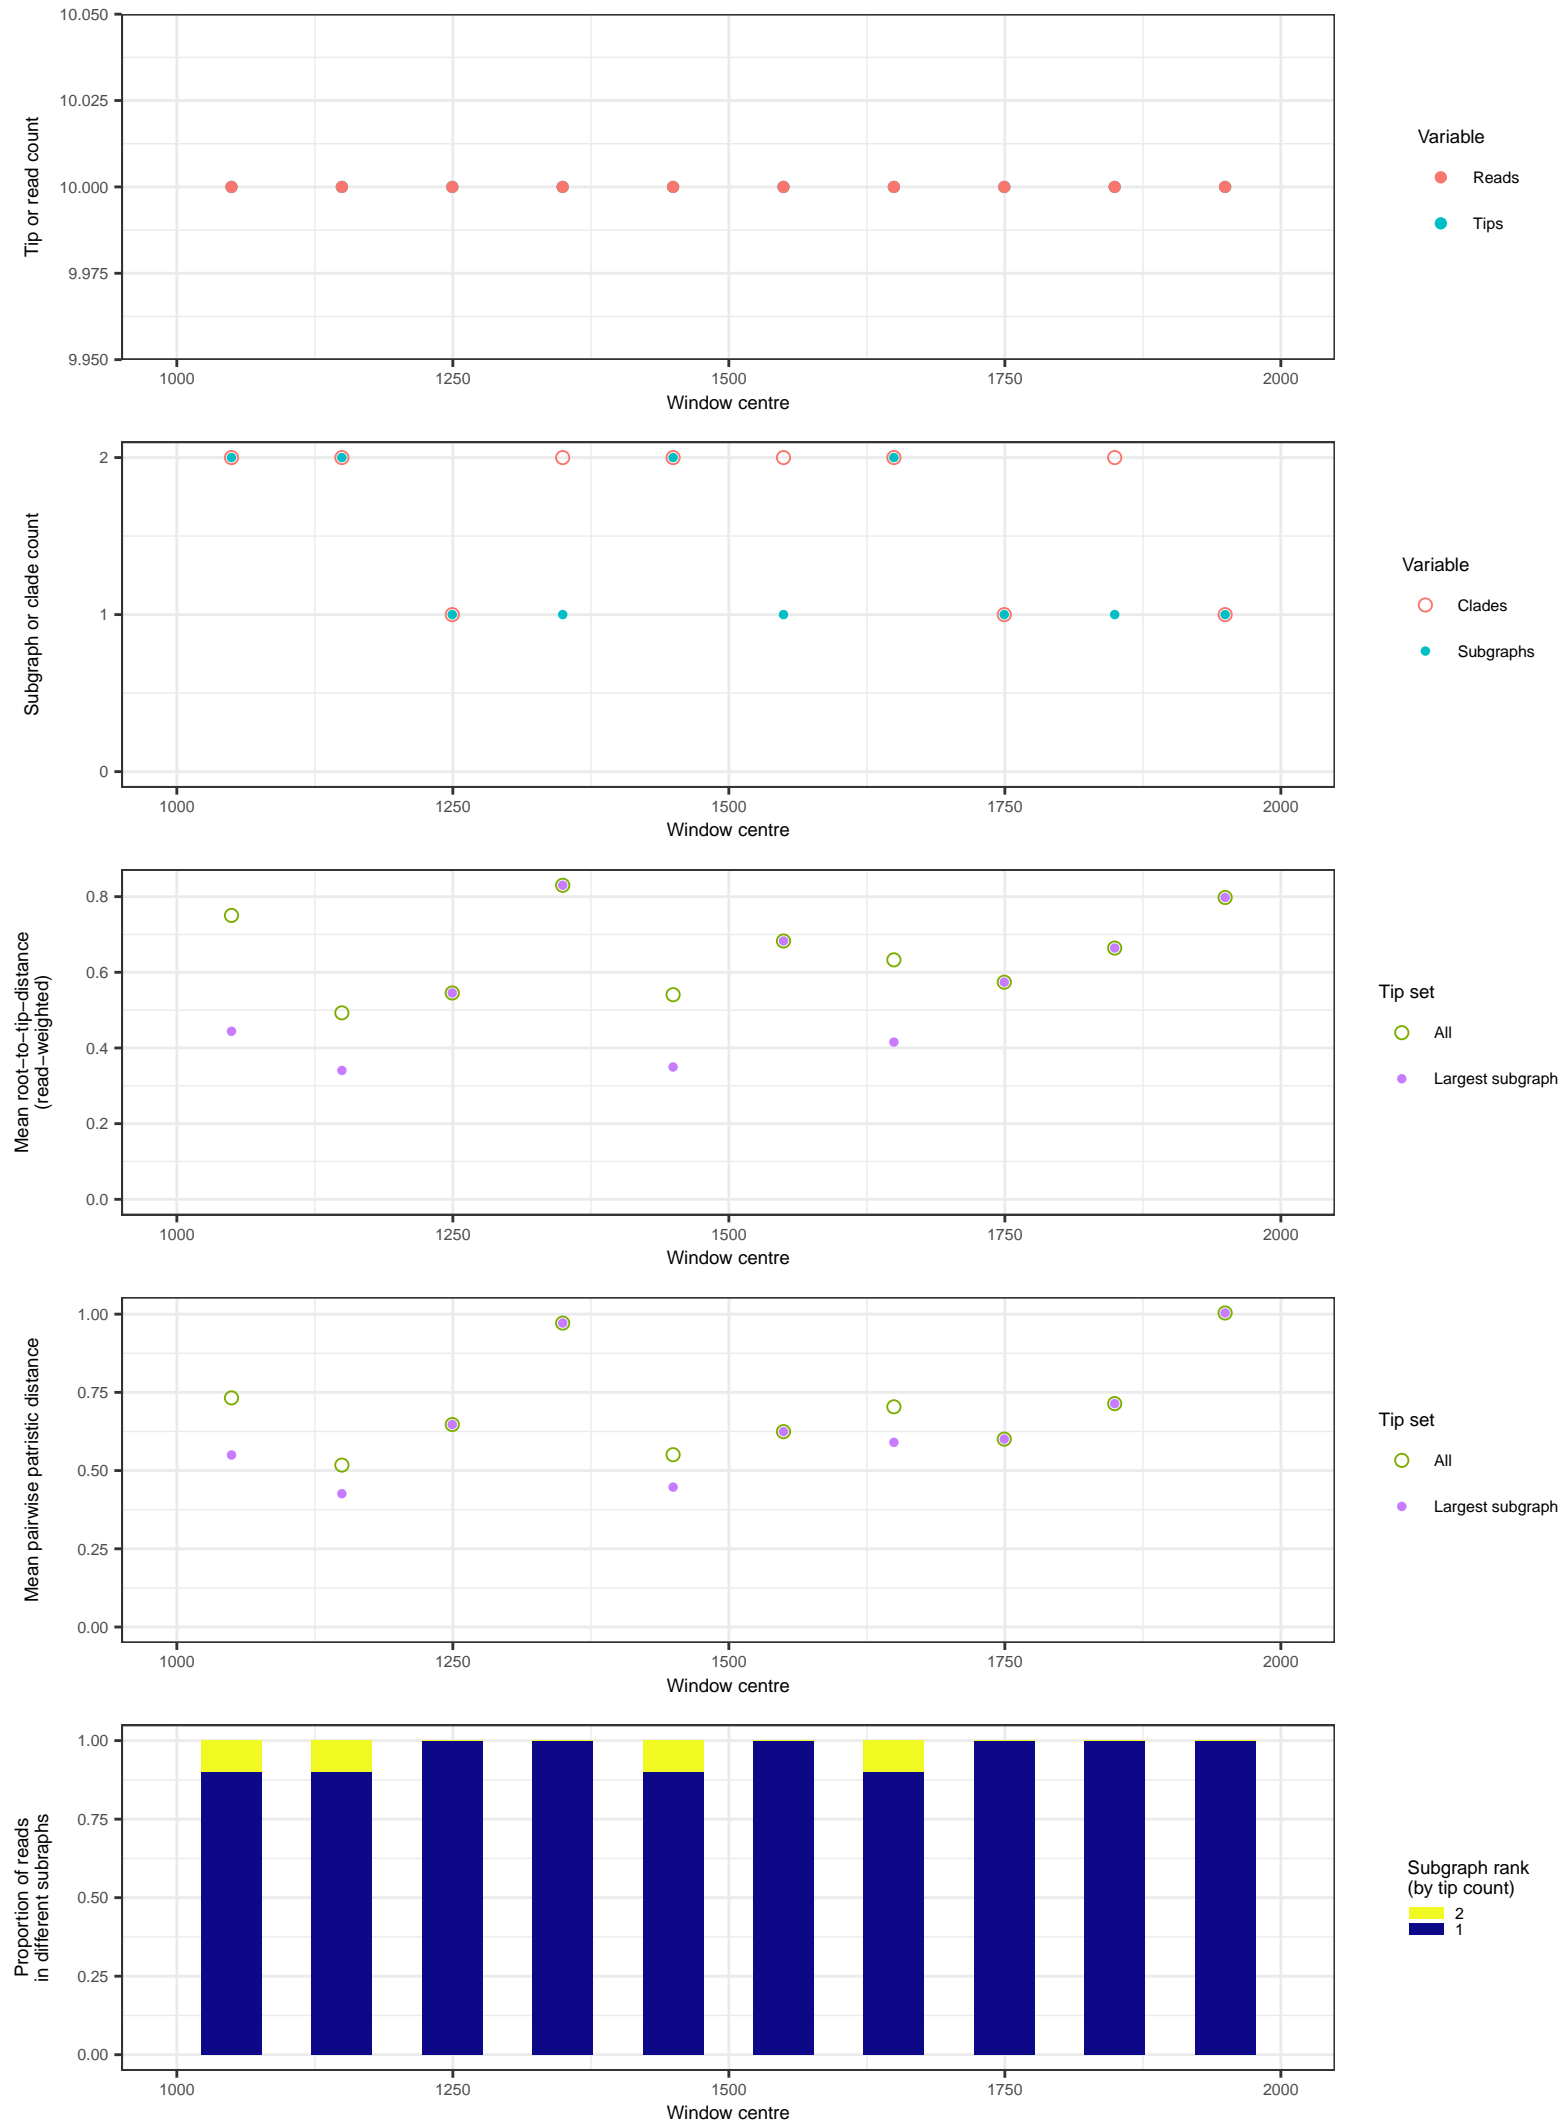 10.050
10.025
10.000
9.975
9.950
Tip or read count
1000 1250 1500 1750 2000
Window centre
Variable
Reads
Tips
2
1
0
Subgraph or clade count
1000 1250 1500 1750 2000
Window centre
Variable
Clades
Subgraphs
0.8
0.6
0.4
0.2
0.0
Mean root−to−tip−distance
(read−weighted)
1000 1250 1500 1750 2000
Window centre
Tip set
All
Largest subgraph
1.00
0.75
0.50
0.25
0.00
Mean pairwise patristic distance
1000 1250 1500 1750 2000
Window centre
Tip set
All
Largest subgraph
1.00
0.75
0.50
0.25
0.00
Proportion of reads
in different subraphs
1000 1250 1500 1750 2000
Window centre
Subgraph rank
(by tip count)
2
1